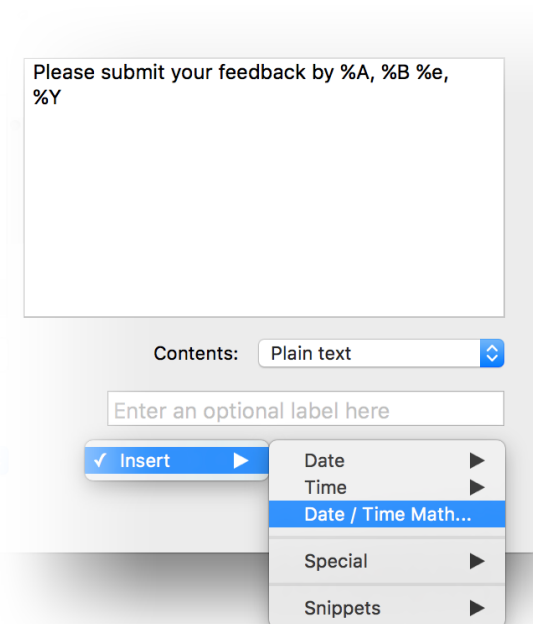 Please submit your feedback by %A, %B %e,
%Y
Contents: Plain text
Enter an optional label here
✓ Insert
Date
Time
Date / Time Math...
Special
Snippets